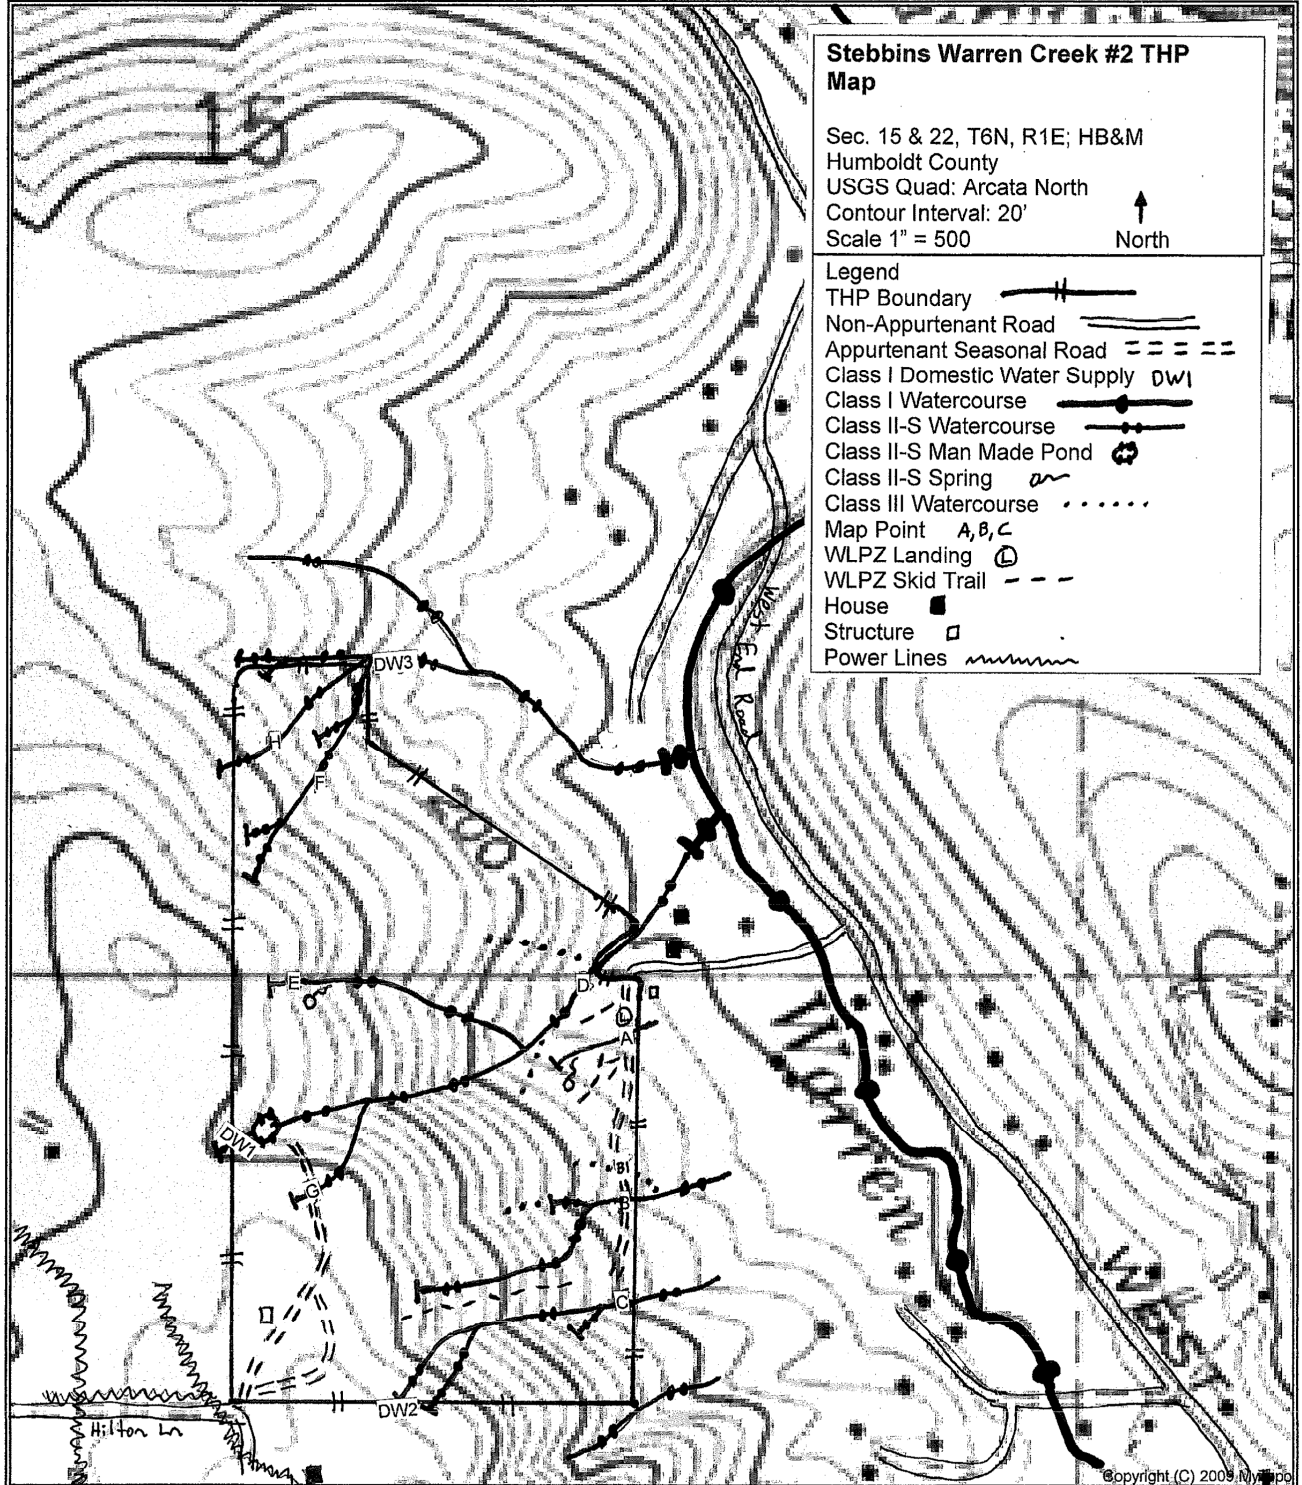 Stebbins Warren Creek #2 THP
Map
Sec. 15 & 22, T6N, R1E; HB&M
Humboldt County
USGS Quad: Arcata North
Contour Interval: 20'
Scale 1" = 500
North
Legend
THP Boundary
Non-Appurtenant Road
Appurtenant Seasonal Road
Class I Domestic Water Supply DW1
Class I Watercourse
Class II-S Watercourse
Class II-S Man Made Pond
Class II-S Spring
Class III Watercourse
Map Point A, B, C
WLPZ Landing L
WLPZ Skid Trail
House
Structure
Power Lines
15
West End Road
DW3
H
F
200
E
D
L
A
Warren
DW1
G
B1
B
C
West
DW2
Hilton Ln
Copyright (C) 2009, MyTopo